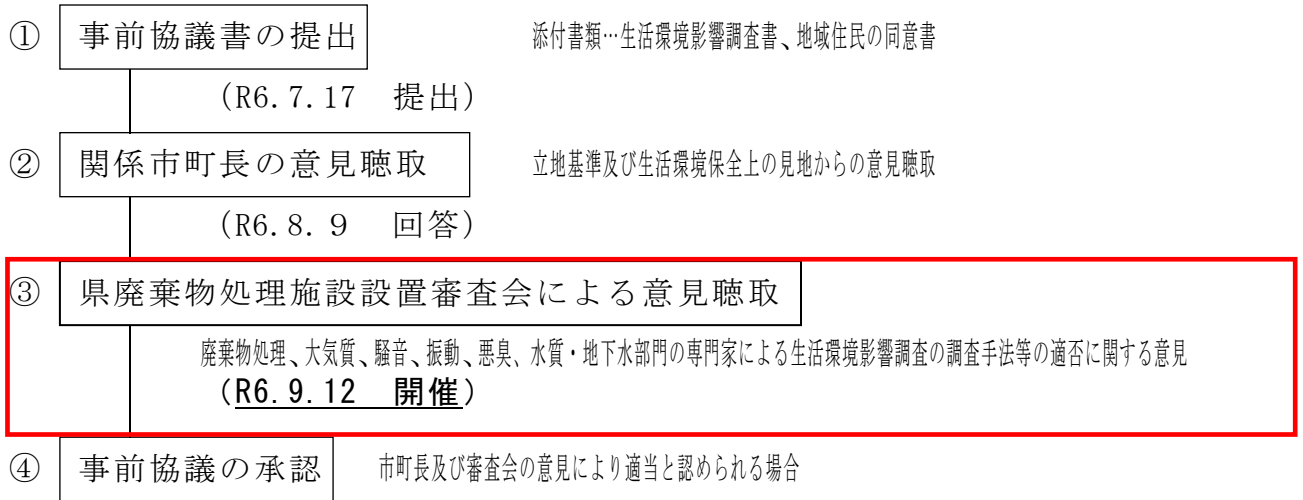 ① 事前協議書の提出 添付書類…生活環境影響調査書、地域住民の同意書
(R6.7.17 提出)
② 関係市町長の意見聴取 立地基準及び生活環境保全上の見地からの意見聴取
(R6.8.９ 回答)
③ 県廃棄物処理施設設置審査会による意見聴取
廃棄物処理、大気質、騒音、振動、悪臭、水質・地下水部門の専門家による生活環境影響調査の調査手法等の適否に関する意見
(R6.9.12 開催)
④ 事前協議の承認 市町長及び審査会の意見により適当と認められる場合